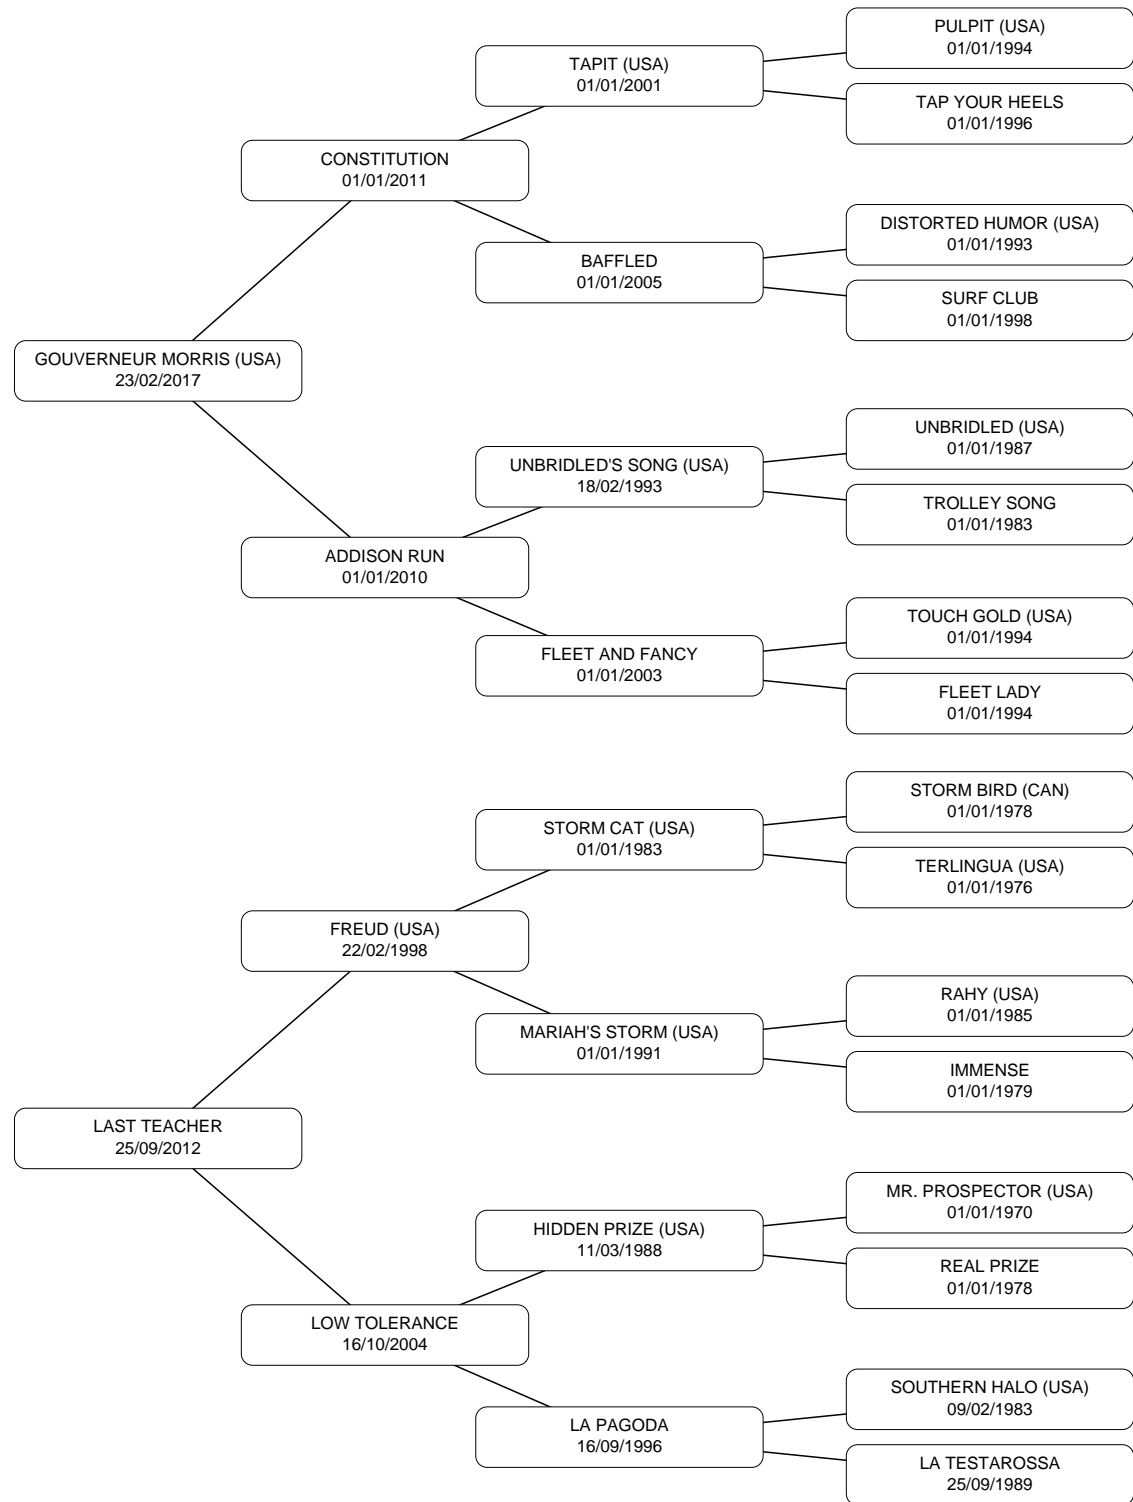 PULPIT (USA)
01/01/1994
TAPIT (USA)
01/01/2001
TAP YOUR HEELS
01/01/1996
CONSTITUTION
01/01/2011
DISTORTED HUMOR (USA)
01/01/1993
BAFFLED
01/01/2005
SURF CLUB
01/01/1998
GOUVERNEUR MORRIS (USA)
23/02/2017
UNBRIDLED (USA)
01/01/1987
UNBRIDLED'S SONG (USA)
18/02/1993
TROLLEY SONG
01/01/1983
ADDISON RUN
01/01/2010
TOUCH GOLD (USA)
01/01/1994
FLEET AND FANCY
01/01/2003
FLEET LADY
01/01/1994
STORM BIRD (CAN)
01/01/1978
STORM CAT (USA)
01/01/1983
TERLINGUA (USA)
01/01/1976
FREUD (USA)
22/02/1998
RAHY (USA)
01/01/1985
MARIAH'S STORM (USA)
01/01/1991
IMMENSE
01/01/1979
LAST TEACHER
25/09/2012
MR. PROSPECTOR (USA)
01/01/1970
HIDDEN PRIZE (USA)
11/03/1988
REAL PRIZE
01/01/1978
LOW TOLERANCE
16/10/2004
SOUTHERN HALO (USA)
09/02/1983
LA PAGODA
16/09/1996
LA TESTAROSSA
25/09/1989